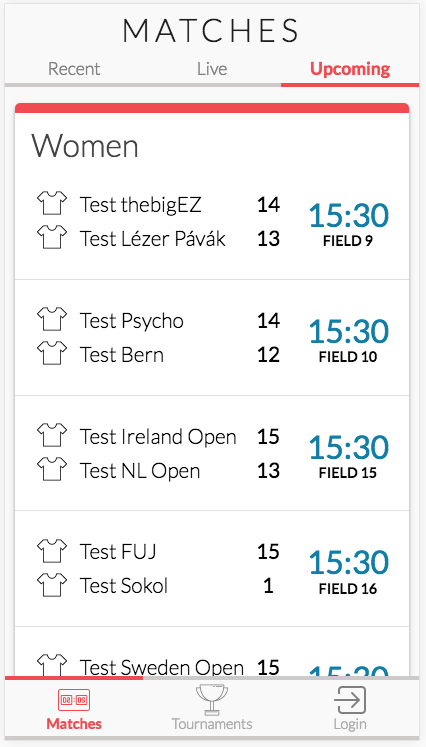 MATCHES
Recent Live Upcoming
Women
Test thebigEZ 14
Test Lézer Pávák 13
15:30
FIELD 9
Test Psycho 14
Test Bern 12
15:30
FIELD 10
Test Ireland Open 15
Test NL Open 13
15:30
FIELD 15
Test FUJ 15
Test Sokol 1
15:30
FIELD 16
Test Sweden Open 15
15:30
Matches Tournaments Login